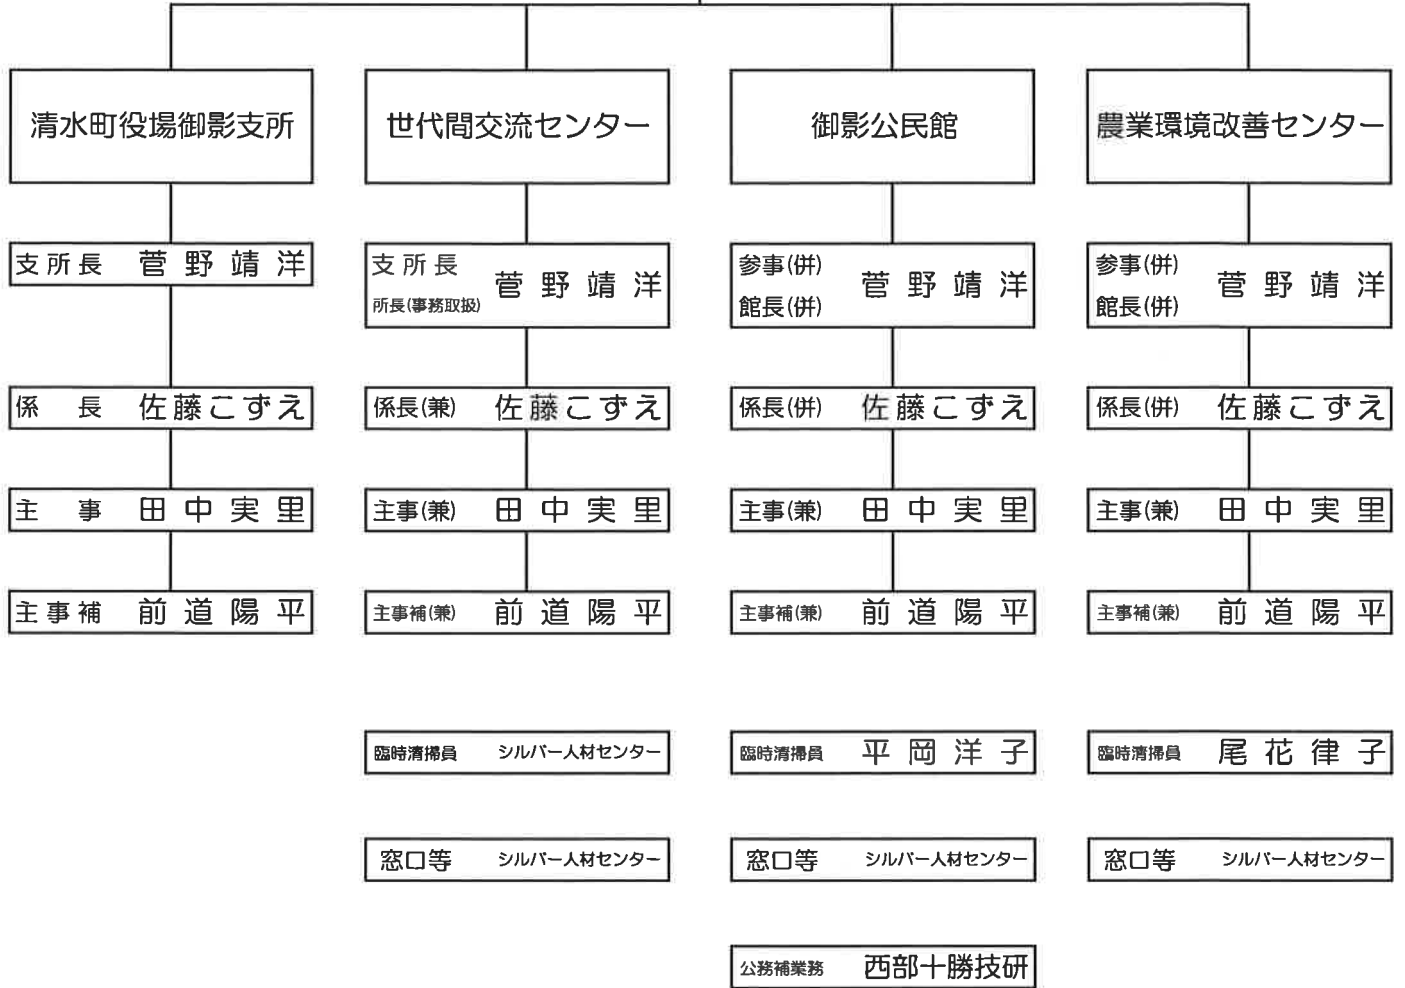 清水町役場御影支所
世代間交流センター
御影公民館
農業環境改善センター
支所長 菅野靖洋
支所長
所長(事務取扱)
菅野靖洋
参事(併)
館長(併)
菅野靖洋
参事(併)
館長(併)
菅野靖洋
係長 佐藤こずえ
係長(兼) 佐藤こずえ
係長(併) 佐藤こずえ
係長(併) 佐藤こずえ
主事 田中実里
主事(兼) 田中実里
主事(兼) 田中実里
主事(兼) 田中実里
主事補 前道陽平
主事補(兼) 前道陽平
主事補(兼) 前道陽平
主事補(兼) 前道陽平
臨時清掃員 シルバー人材センター
臨時清掃員 平岡洋子
臨時清掃員 尾花律子
窓口等 シルバー人材センター
窓口等 シルバー人材センター
窓口等 シルバー人材センター
公務補業務 西部十勝技研